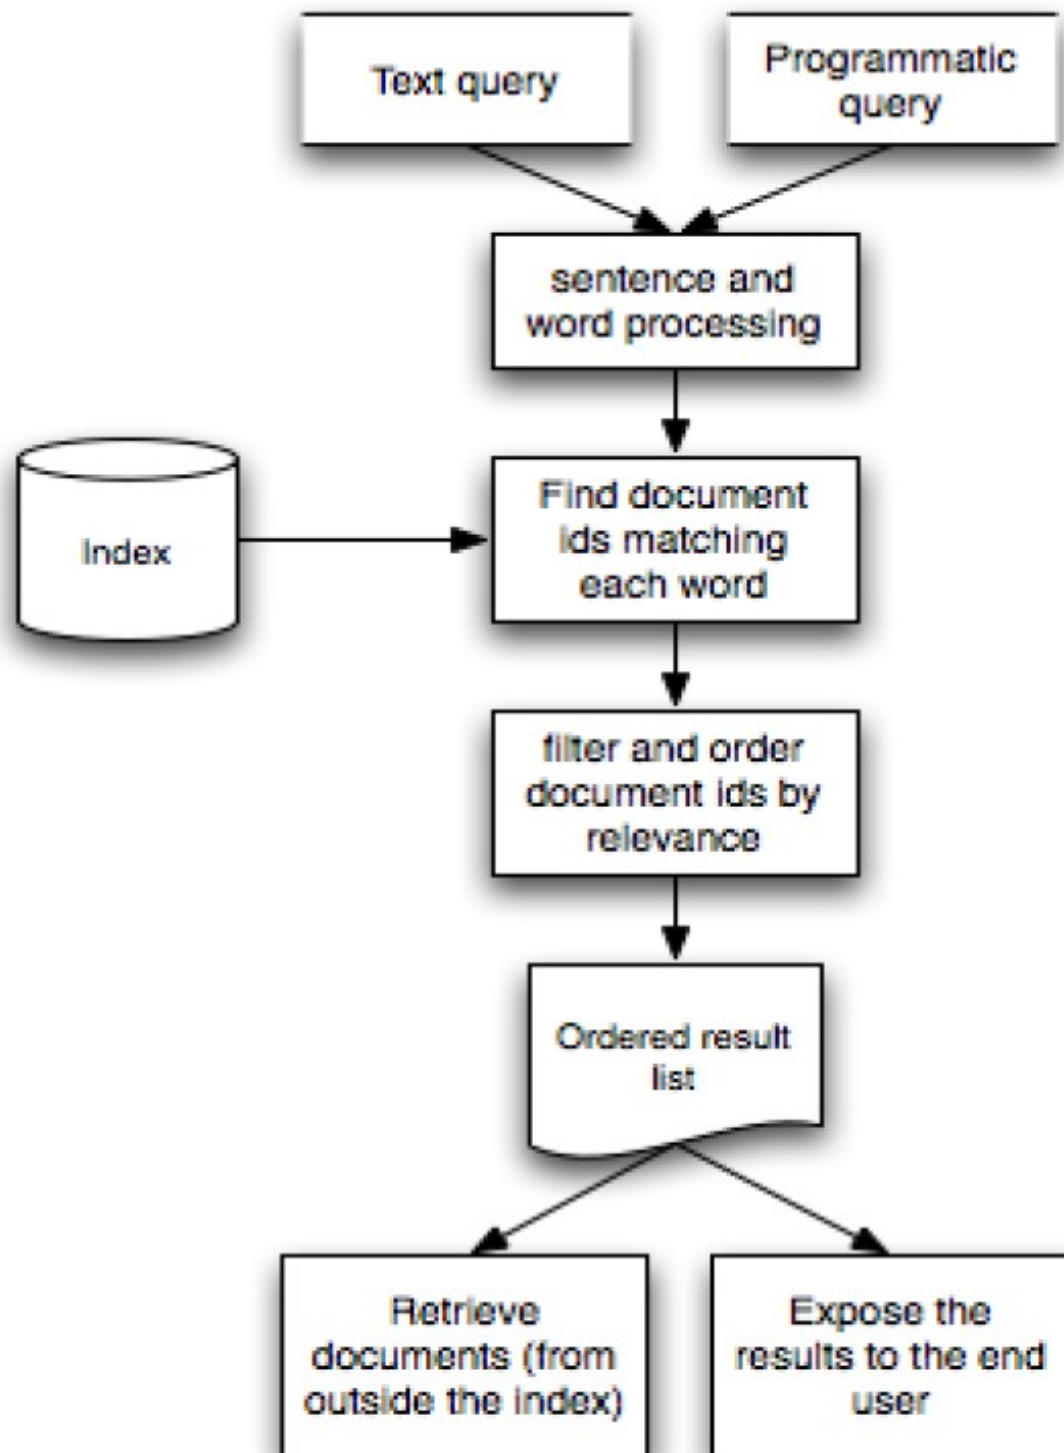 Text query
Programmatic
query
sentence and
word processing
Index
Find document
ids matching
each word
filter and order
document ids by
relevance
Ordered result
list
Retrieve
documents (from
outside the index)
Expose the
results to the end
user